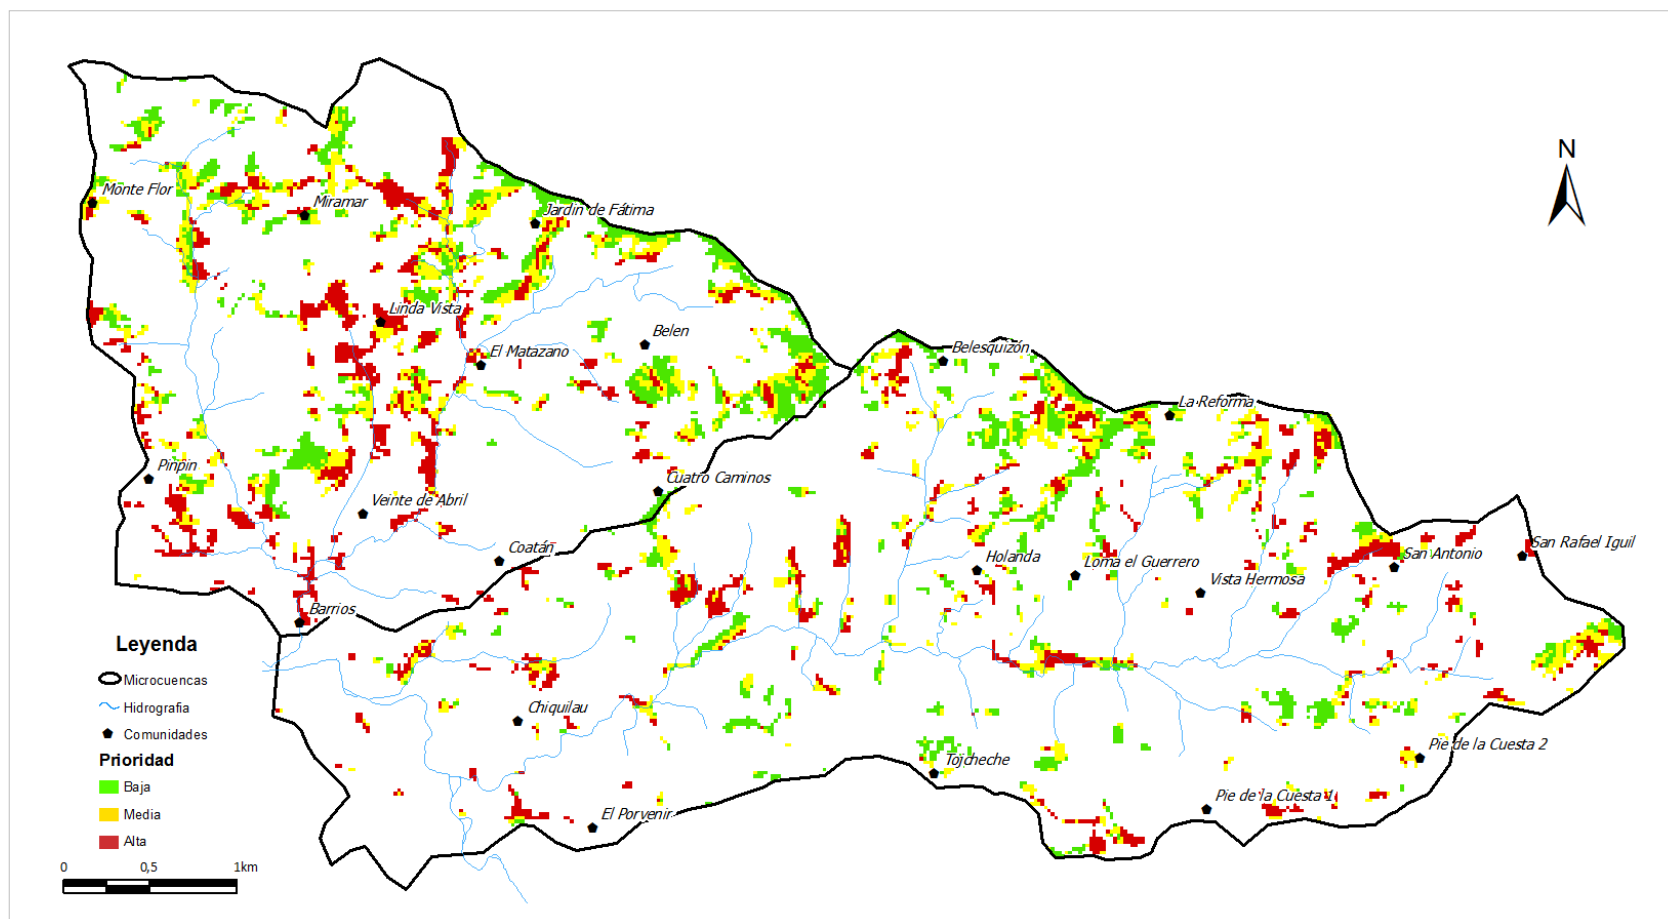 N
Monte Flor
Miramar
Jardin de Fátima
Linda Vista
Belen
El Matazano
Belesquizón
La Reforma
Pinpin
Cuatro Caminos
Veinte de Abril
Coatán
Holanda
Loma el Guerrero
San Antonio
San Rafael Iguil
Vista Hermosa
Barrios
Chiquilau
Tojcheche
Pie de la Cuesta 2
Pie de la Cuesta 1
El Porvenir
Leyenda
Microcuencas
Hidrografia
Comunidades
Prioridad
Baja
Media
Alta
0 0,5 1km